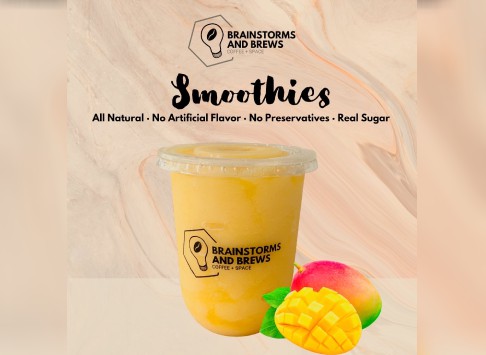 BRAINSTORMS
AND BREWS
COFFEE + SPACE
Smoothies
All Natural • No Artificial Flavor • No Preservatives • Real Sugar
BRAINSTORMS
AND BREWS
COFFEE + SPACE